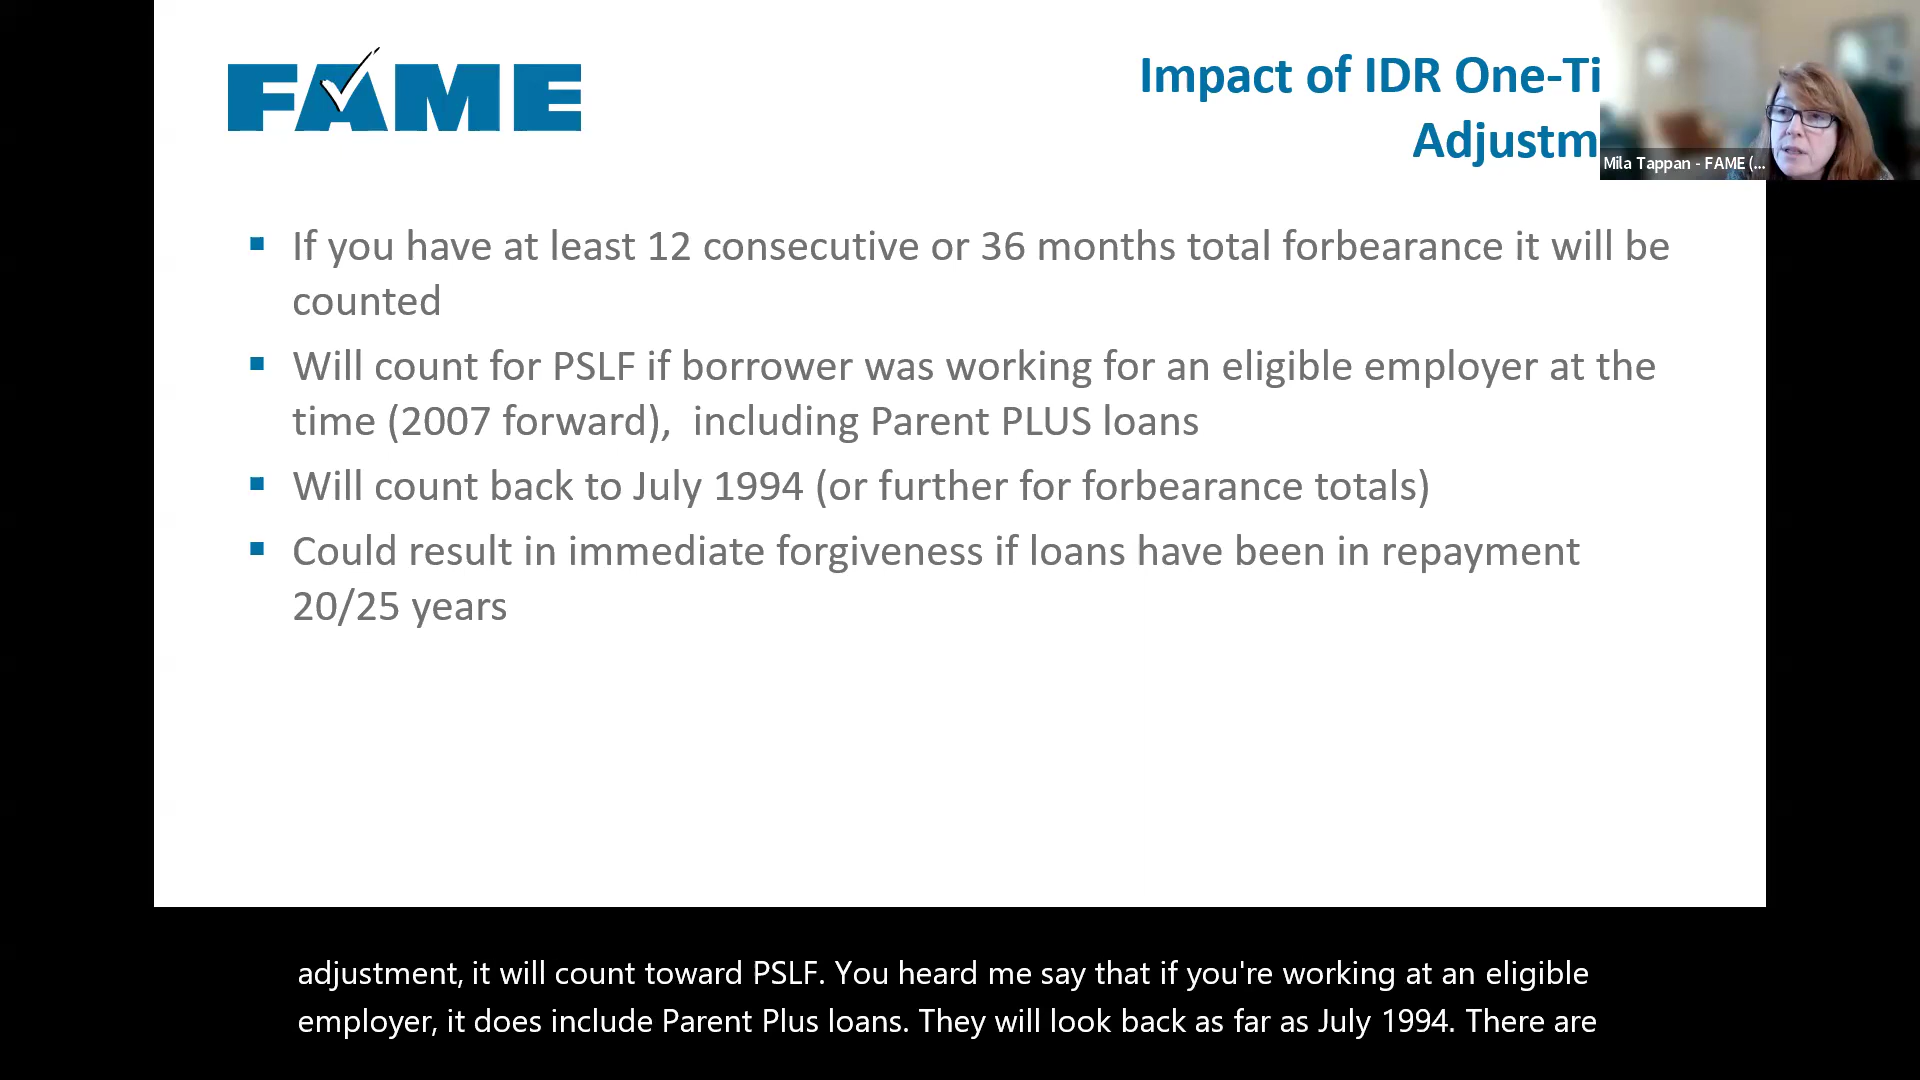 FAME
Impact of IDR One-Ti
Adjustm
Mila Tappan - FAME (...
▪ If you have at least 12 consecutive or 36 months total forbearance it will be
counted
▪ Will count for PSLF if borrower was working for an eligible employer at the
time (2007 forward),  including Parent PLUS loans
▪ Will count back to July 1994 (or further for forbearance totals)
▪ Could result in immediate forgiveness if loans have been in repayment
20/25 years
adjustment, it will count toward PSLF. You heard me say that if you're working at an eligible
employer, it does include Parent Plus loans. They will look back as far as July 1994. There are